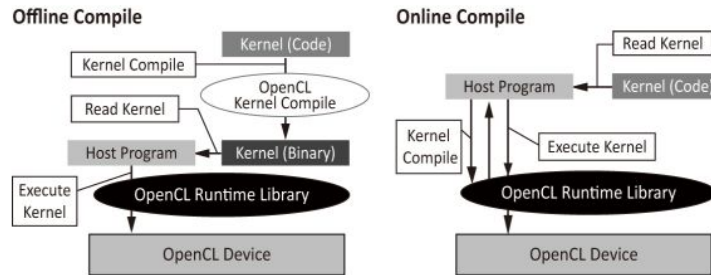 Offline Compile
Kernel (Code)
Kernel Compile
OpenCL
Kernel Compile
Read Kernel
Host Program
Kernel (Binary)
Execute
Kernel
OpenCL Runtime Library
OpenCL Device
Online Compile
Read Kernel
Host Program
Kernel (Code)
Kernel
Compile
Execute Kernel
OpenCL Runtime Library
OpenCL Device